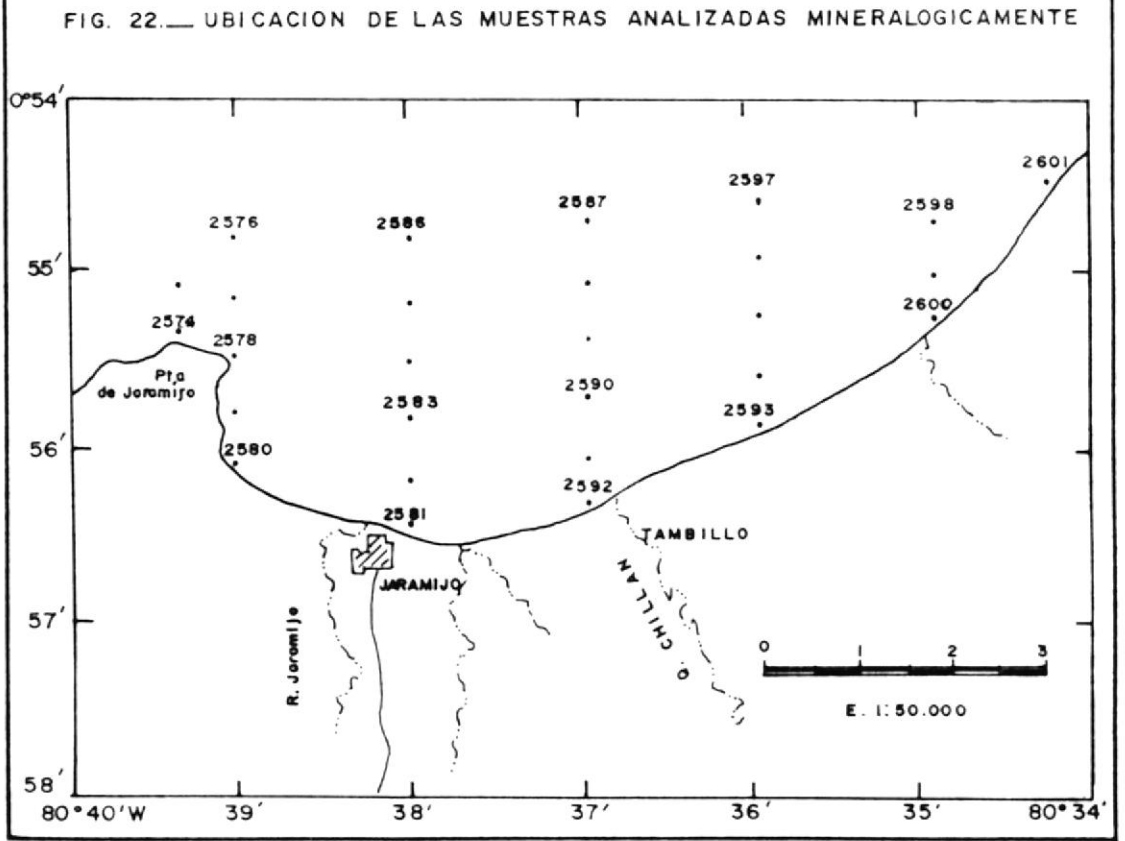 FIG. 22.__ UBICACION DE LAS MUESTRAS ANALIZADAS MINERALOGICAMENTE
0°54'
2601
2597
2587
2598
2576
2586
55'
2600
2574
2578
Pta
de Jaramijo
2590
2583
2593
56'
2580
2592
2581
TAMBILLO
JARAMIJO
Q. CHILLAN
R. Jaramijo
57'
0 1 2 3
E. 1:50.000
58'
80°40'W 39' 38' 37' 36' 35' 80°34'